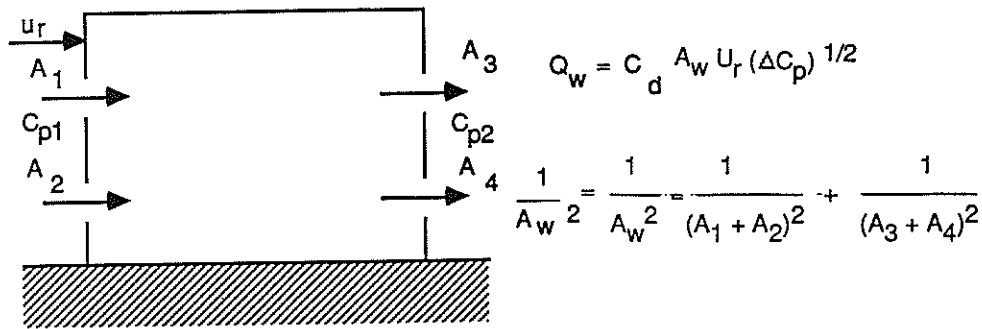 u_r
A_1
C_p1
A_2
A_3
C_p2
A_4
Q_w = C_d A_w U_r (ΔC_p)^1/2
1/A_w^2 = 1/A_w^2 = 1/(A_1 + A_2)^2 + 1/(A_3 + A_4)^2